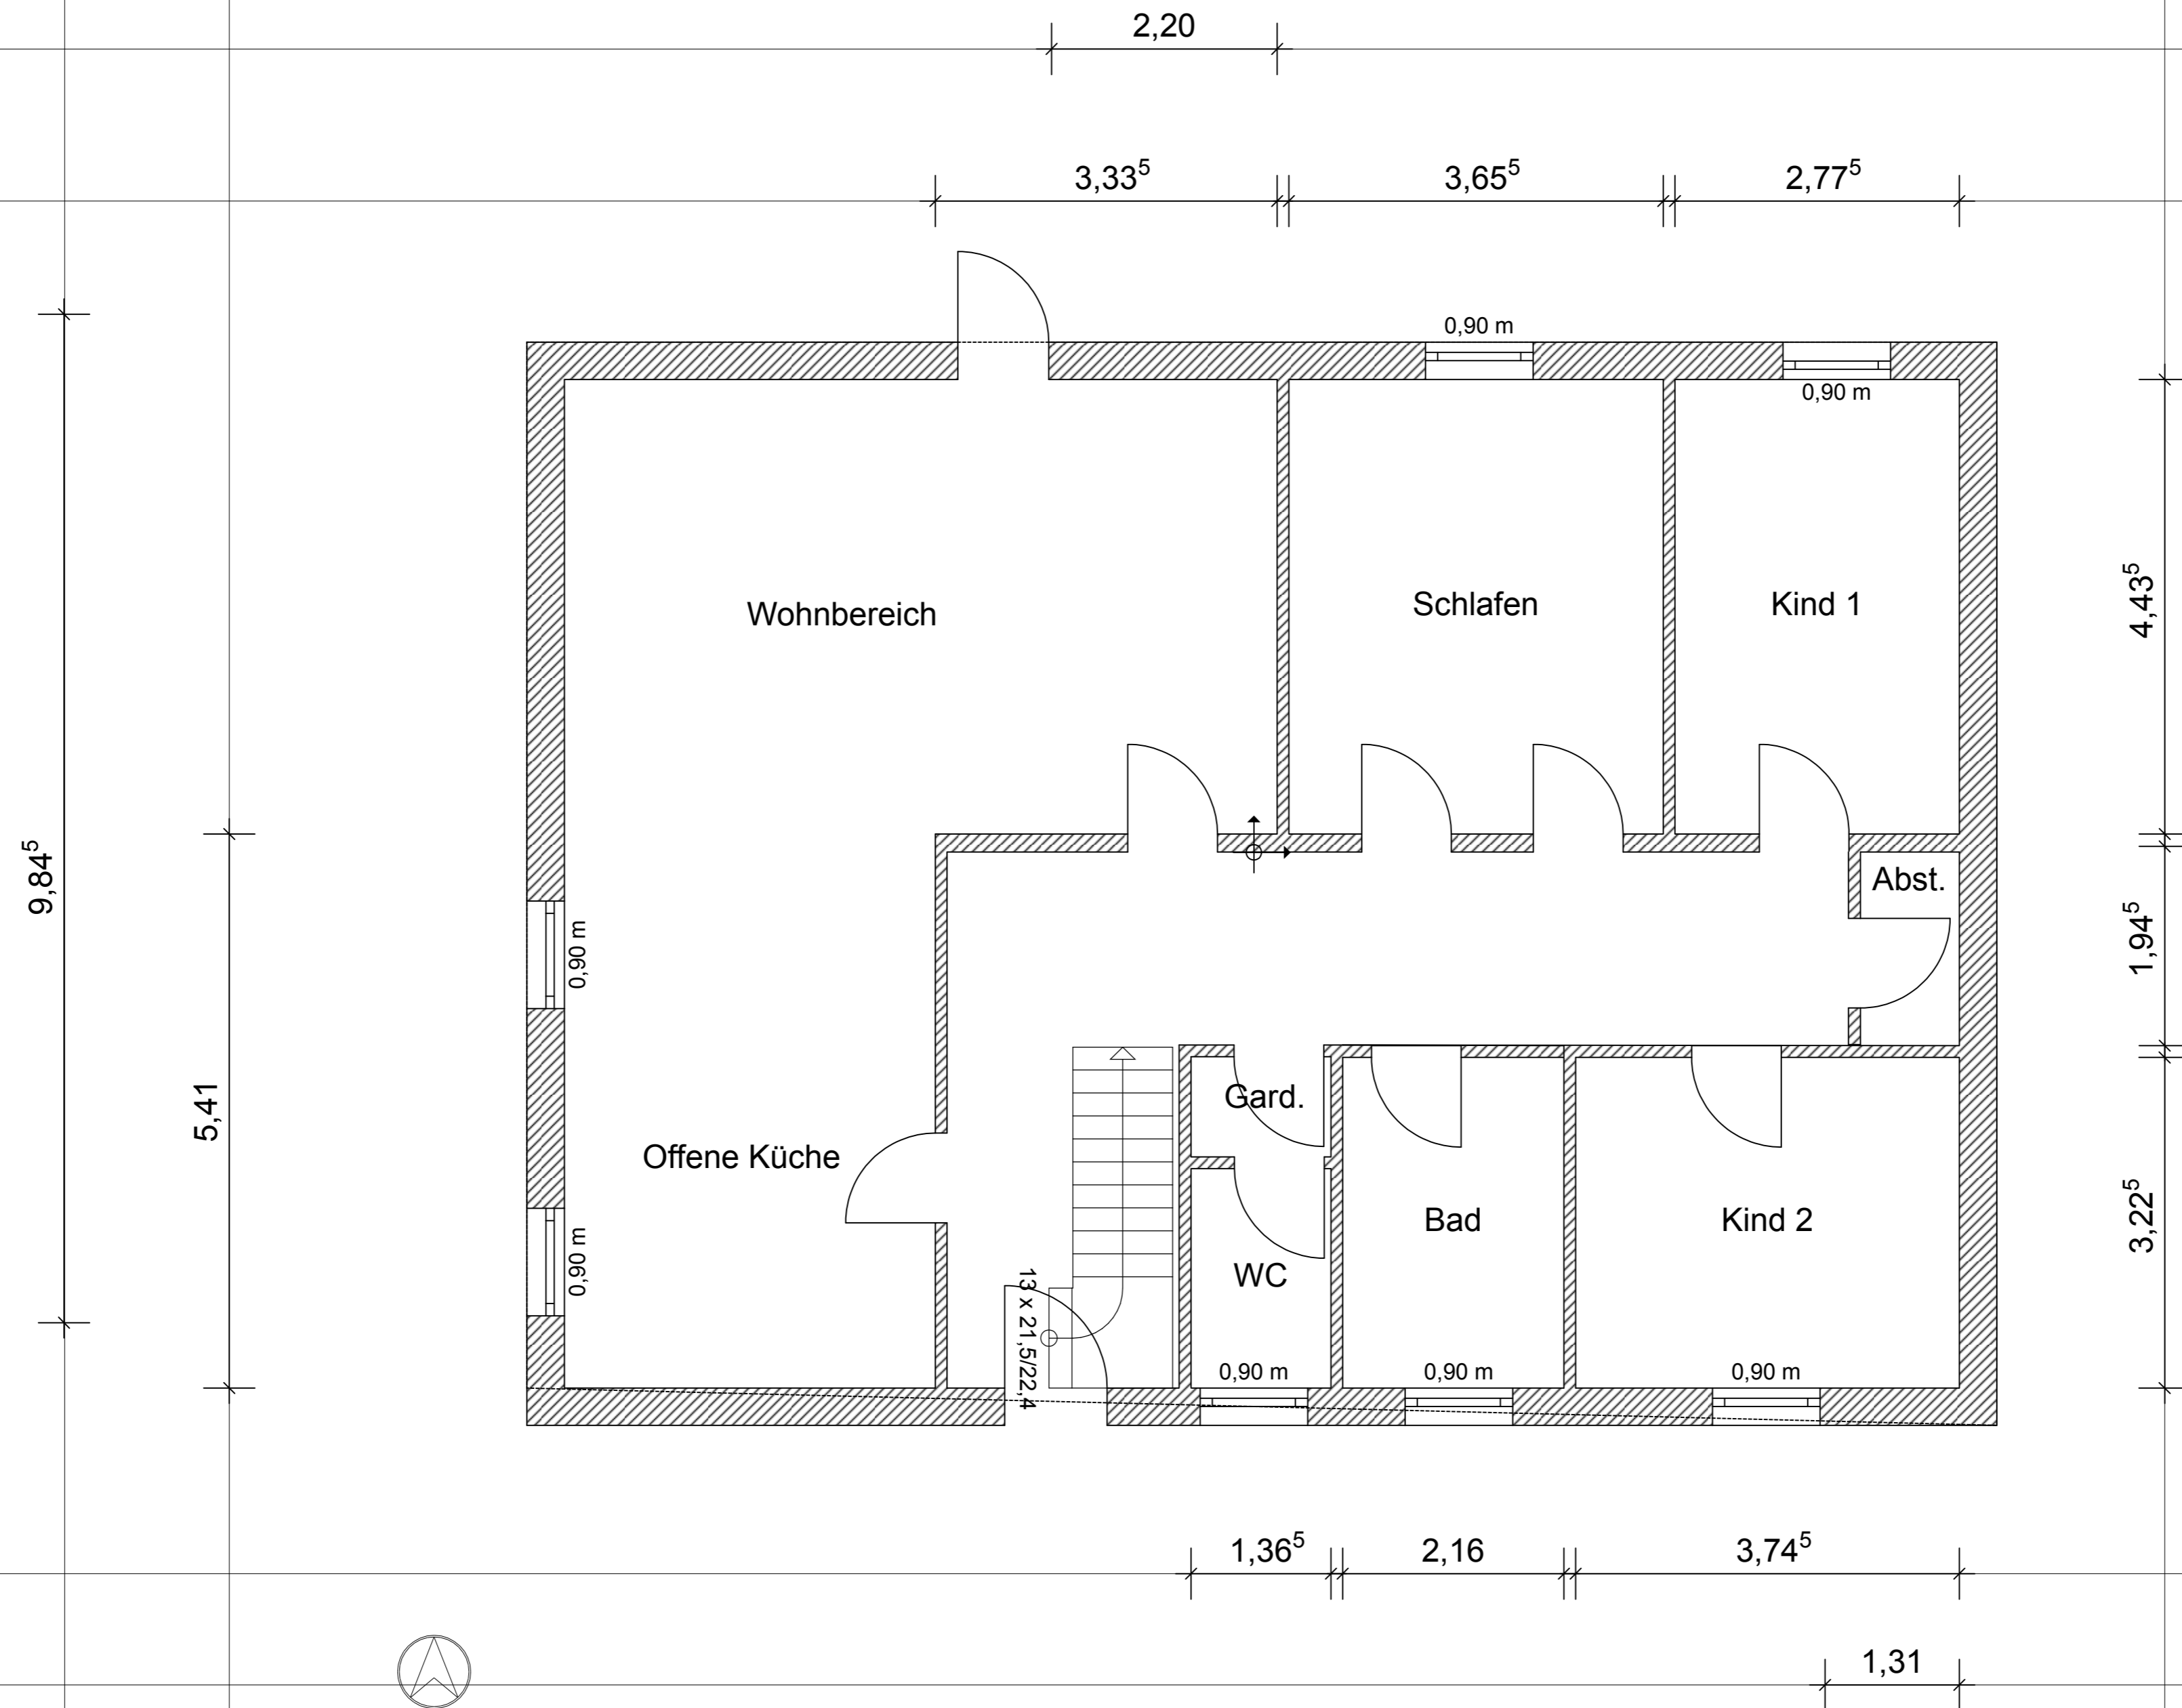 2,20
3,33⁵
3,65⁵
2,77⁵
0,90 m
0,90 m
Wohnbereich
Schlafen
Kind 1
4,43⁵
9,84⁵
5,41
Abst.
1,94⁵
0,90 m
Gard.
Offene Küche
Bad
Kind 2
3,22⁵
WC
0,90 m
13 x 21,5/22,4
0,90 m
0,90 m
0,90 m
1,36⁵
2,16
3,74⁵
1,31